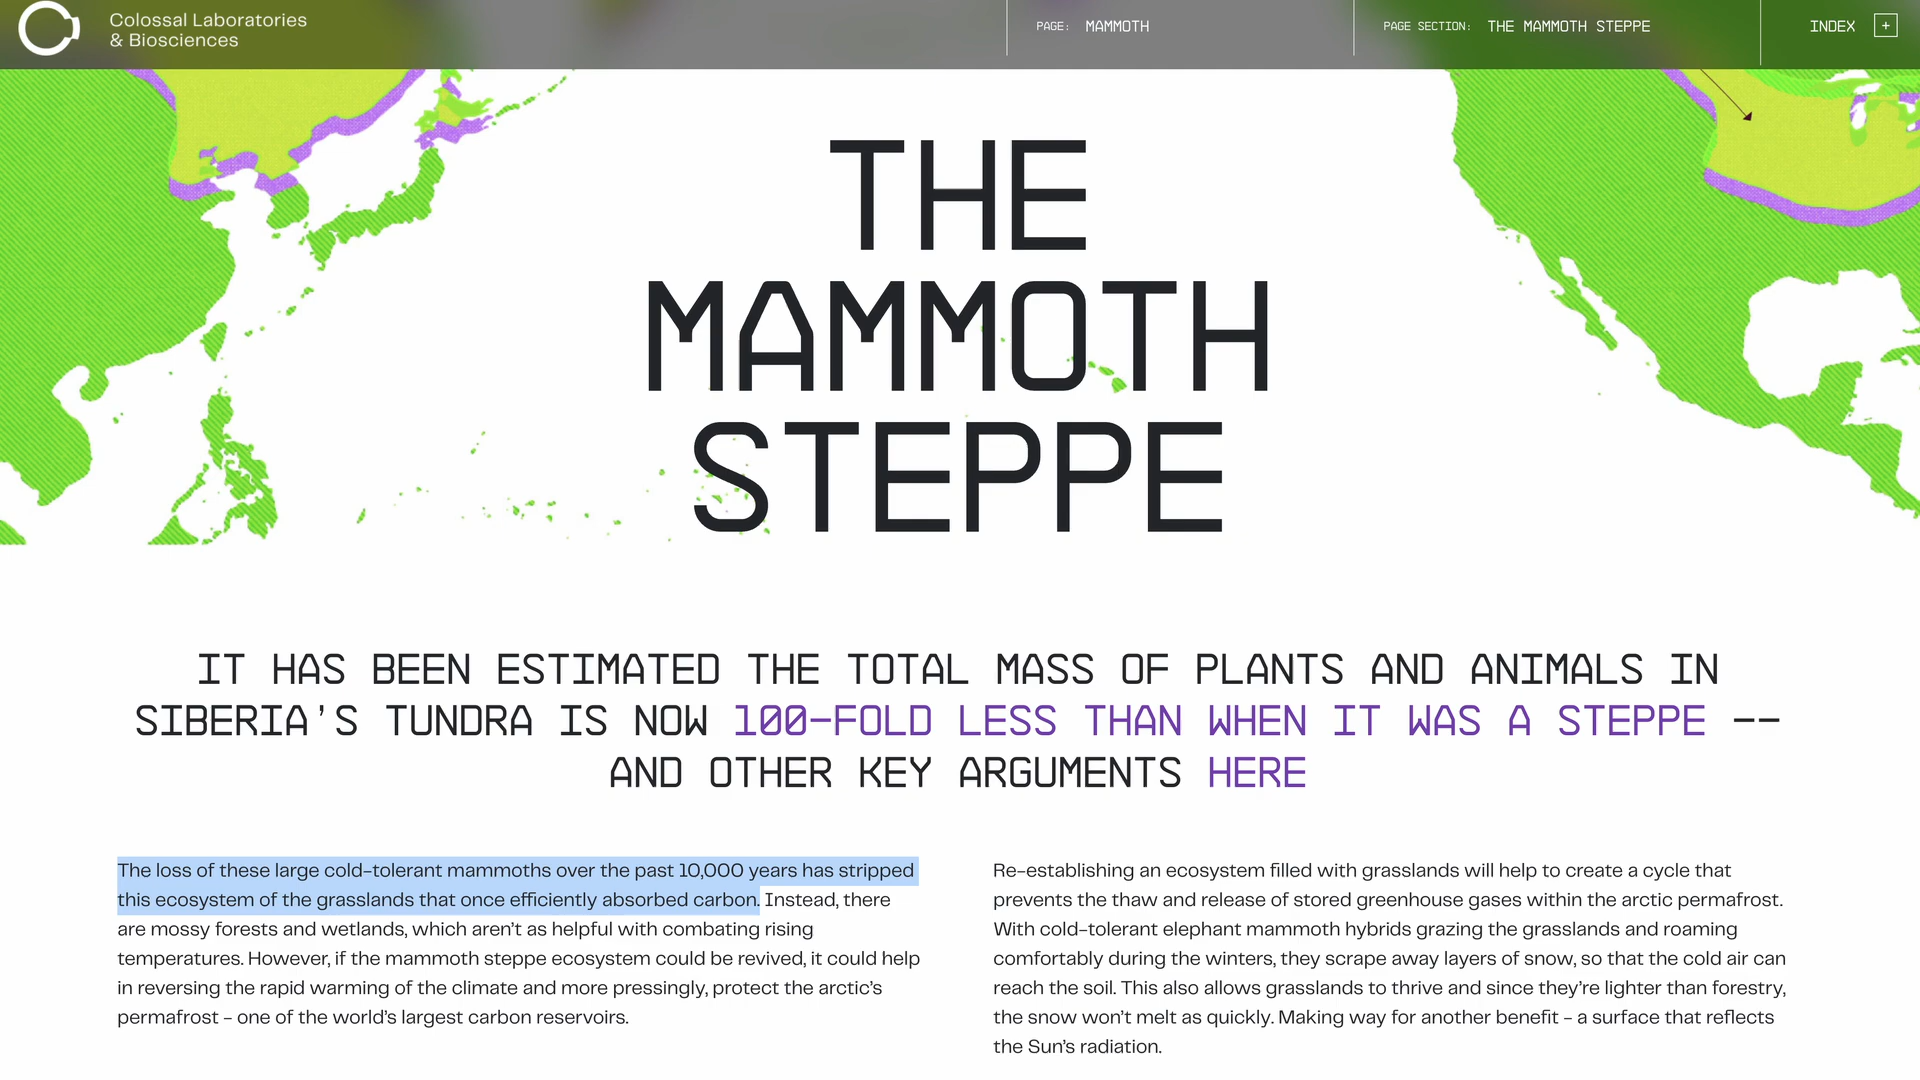 Colossal Laboratories
& Biosciences
PAGE: MAMMOTH
PAGE SECTION: THE MAMMOTH STEPPE
INDEX +
THE
MAMMOTH
STEPPE
IT HAS BEEN ESTIMATED THE TOTAL MASS OF PLANTS AND ANIMALS IN
SIBERIA'S TUNDRA IS NOW 100-FOLD LESS THAN WHEN IT WAS A STEPPE --
AND OTHER KEY ARGUMENTS HERE
The loss of these large cold-tolerant mammoths over the past 10,000 years has stripped
this ecosystem of the grasslands that once efficiently absorbed carbon. Instead, there
are mossy forests and wetlands, which aren't as helpful with combating rising
temperatures. However, if the mammoth steppe ecosystem could be revived, it could help
in reversing the rapid warming of the climate and more pressingly, protect the arctic's
permafrost - one of the world's largest carbon reservoirs.
Re-establishing an ecosystem filled with grasslands will help to create a cycle that
prevents the thaw and release of stored greenhouse gases within the arctic permafrost.
With cold-tolerant elephant mammoth hybrids grazing the grasslands and roaming
comfortably during the winters, they scrape away layers of snow, so that the cold air can
reach the soil. This also allows grasslands to thrive and since they're lighter than forestry,
the snow won't melt as quickly. Making way for another benefit - a surface that reflects
the Sun's radiation.